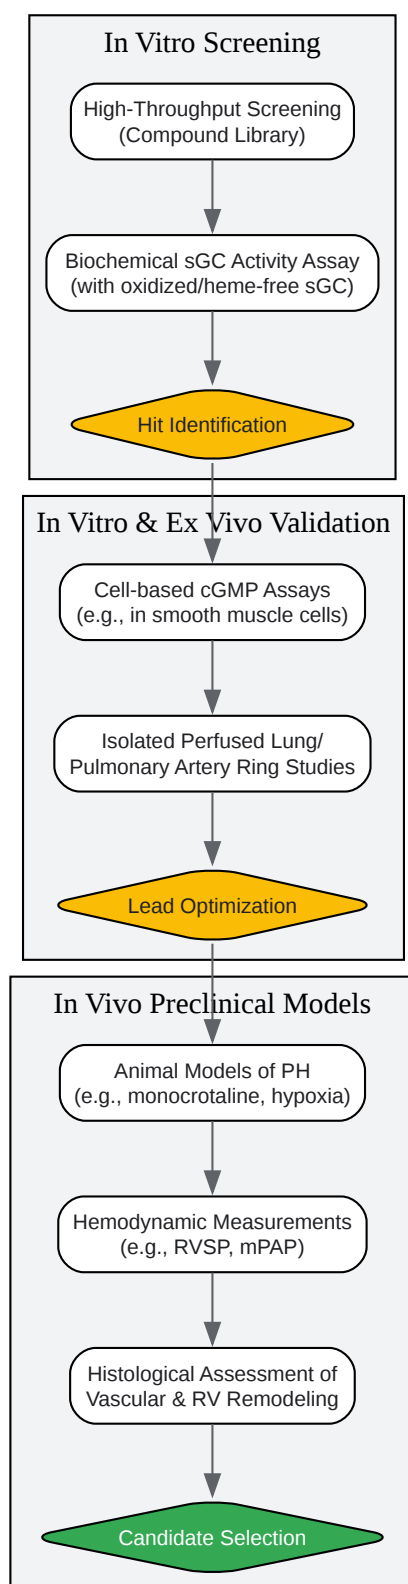 In Vitro Screening
High-Throughput Screening
(Compound Library)
Biochemical sGC Activity Assay
(with oxidized/heme-free sGC)
Hit Identification
In Vitro & Ex Vivo Validation
Cell-based cGMP Assays
(e.g., in smooth muscle cells)
Isolated Perfused Lung/
Pulmonary Artery Ring Studies
Lead Optimization
In Vivo Preclinical Models
Animal Models of PH
(e.g., monocrotaline, hypoxia)
Hemodynamic Measurements
(e.g., RVSP, mPAP)
Histological Assessment of
Vascular & RV Remodeling
Candidate Selection